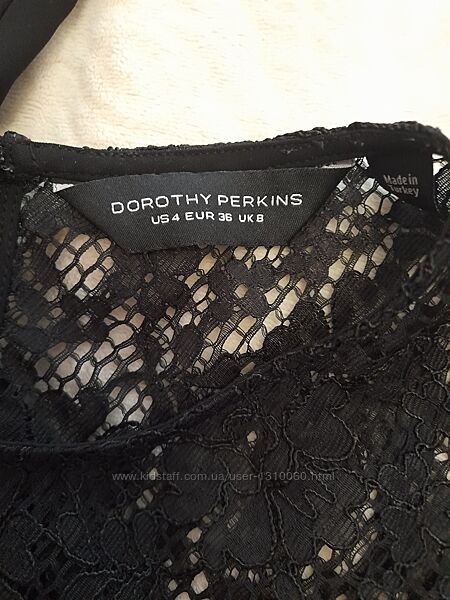 DOROTHY PERKINS
US 4 EUR 36 UK 8
Made in
Turkey
www.kidstaff.com.ua/user-1310060.html